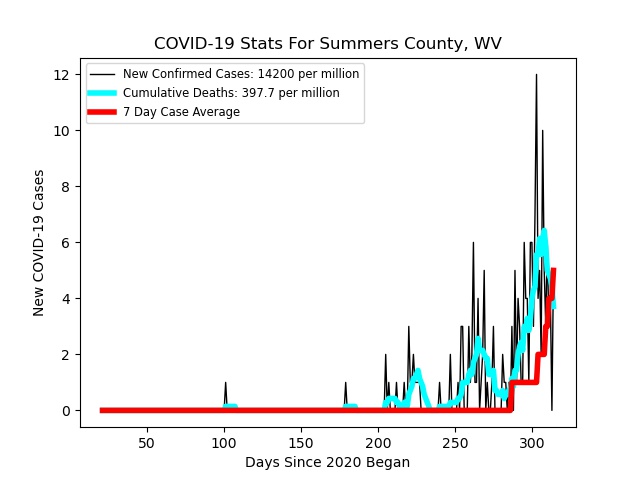 COVID-19 Stats For Summers County, WV
New Confirmed Cases: 14200 per million
Cumulative Deaths: 397.7 per million
7 Day Case Average
New COVID-19 Cases
12
10
8
6
4
2
0
50 100 150 200 250 300
Days Since 2020 Began